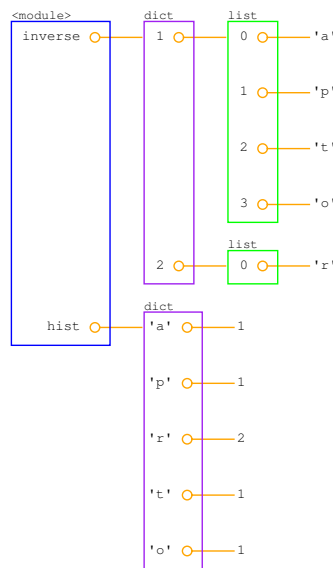 <module> dict list
inverse 1 0 'a'
1 'p'
2 't'
3 'o'
list
2 0 'r'
dict
hist 'a' 1
'p' 1
'r' 2
't' 1
'o' 1